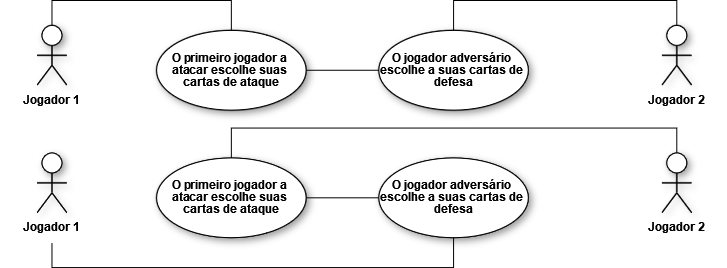 O primeiro jogador a
atacar escolhe suas
cartas de ataque
O jogador adversário
escolhe a suas cartas de
defesa
Jogador 1
Jogador 2
O primeiro jogador a
atacar escolhe suas
cartas de ataque
O jogador adversário
escolhe a suas cartas de
defesa
Jogador 1
Jogador 2